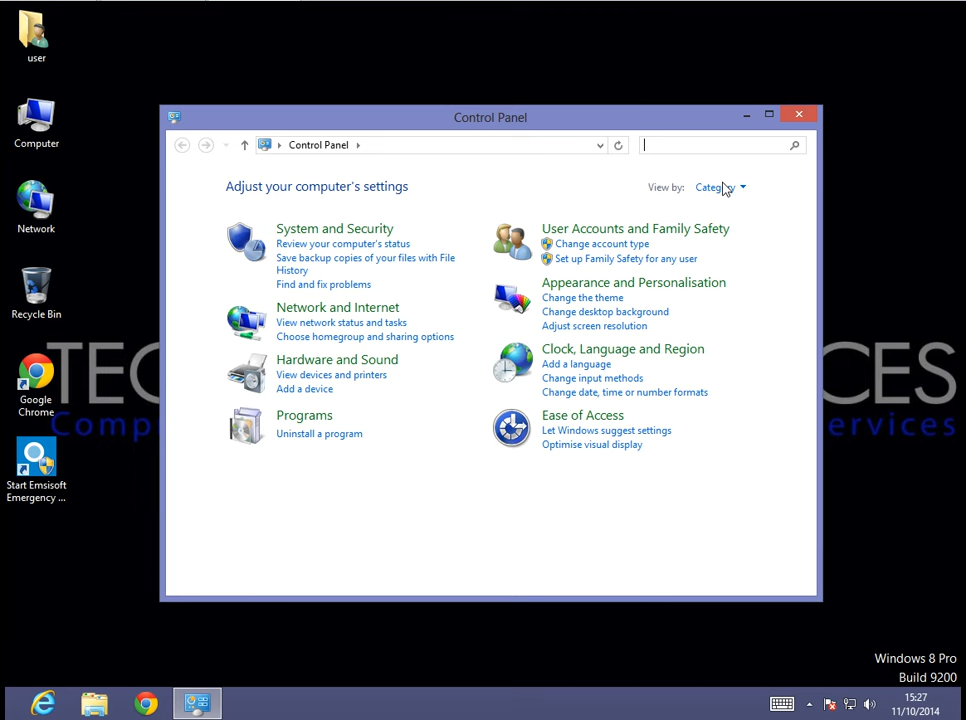 user
Computer
Network
Recycle Bin
Google
Chrome
Start Emsisoft
Emergency ...
Control Panel
Control Panel
Adjust your computer's settings
View by: Category
System and Security
Review your computer's status
Save backup copies of your files with File
History
Find and fix problems
Network and Internet
View network status and tasks
Choose homegroup and sharing options
Hardware and Sound
View devices and printers
Add a device
Programs
Uninstall a program
User Accounts and Family Safety
Change account type
Set up Family Safety for any user
Appearance and Personalisation
Change the theme
Change desktop background
Adjust screen resolution
Clock, Language and Region
Add a language
Change input methods
Change date, time or number formats
Ease of Access
Let Windows suggest settings
Optimise visual display
Windows 8 Pro
Build 9200
15:27
11/10/2014